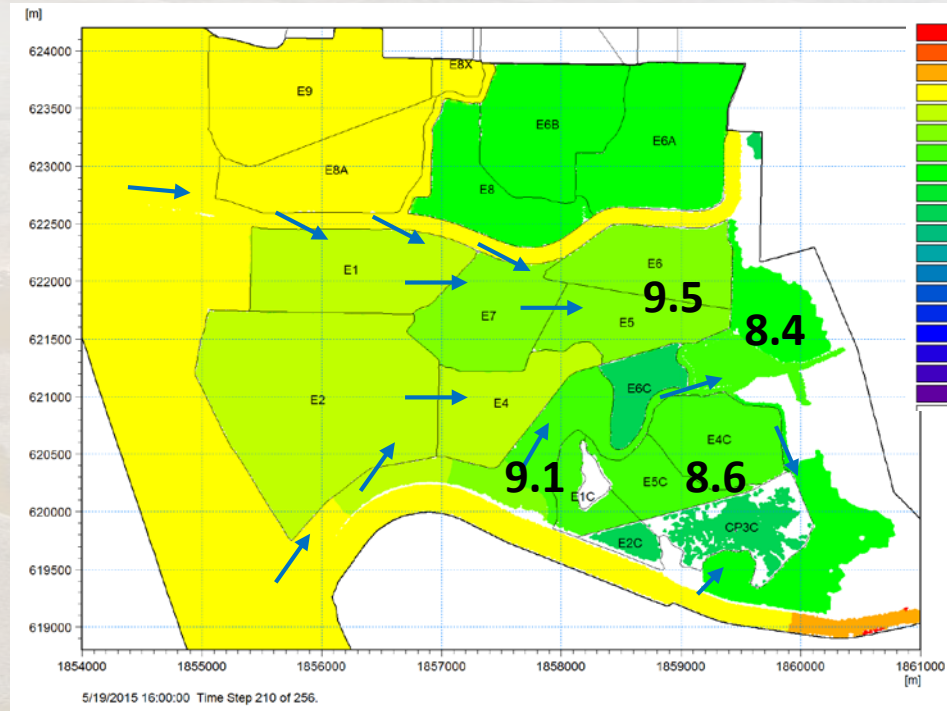 [m]
624000
E8X
E9
E6B
E6A
623500
623000
E8A
E8
622500
E1
E6
622000
9.5
E7
E5
8.4
621500
E6C
621000
E2
E4
E4C
620500
9.1
E5C
8.6
E1C
620000
CP3C
E2C
619500
619000
1854000 1855000 1856000 1857000 1858000 1859000 1860000 1861000
[m]
5/19/2015 16:00:00 Time Step 210 of 256.